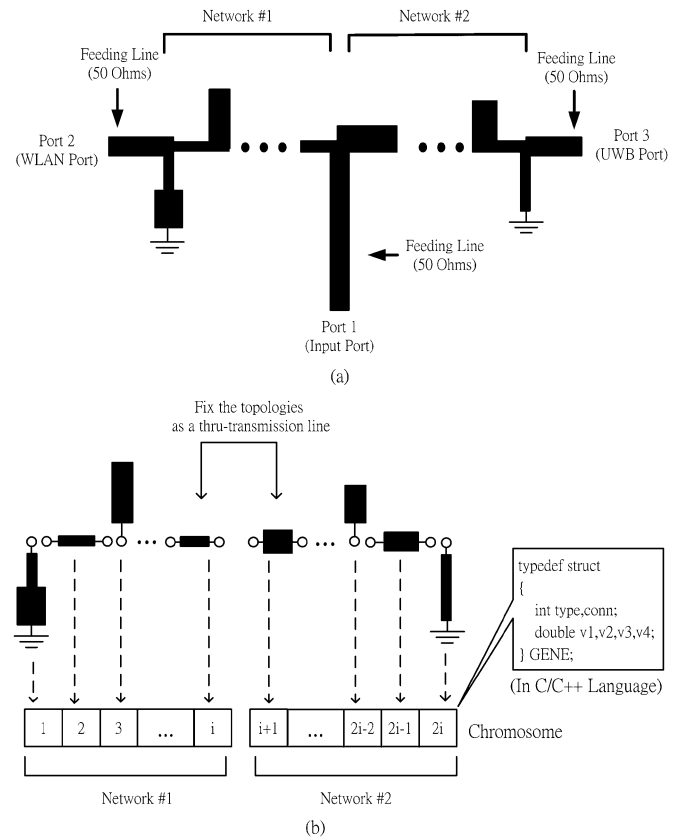 Network #1
Network #2
Feeding Line
(50 Ohms)
Feeding Line
(50 Ohms)
Port 2
(WLAN Port)
Port 3
(UWB Port)
Feeding Line
(50 Ohms)
Port 1
(Input Port)
(a)
Fix the topologies
as a thru-transmission line
typedef struct
{
int type,conn;
double v1,v2,v3,v4;
} GENE;
(In C/C++ Language)
1 2 3 ... i i+1 ... 2i-2 2i-1 2i
Chromosome
Network #1
Network #2
(b)